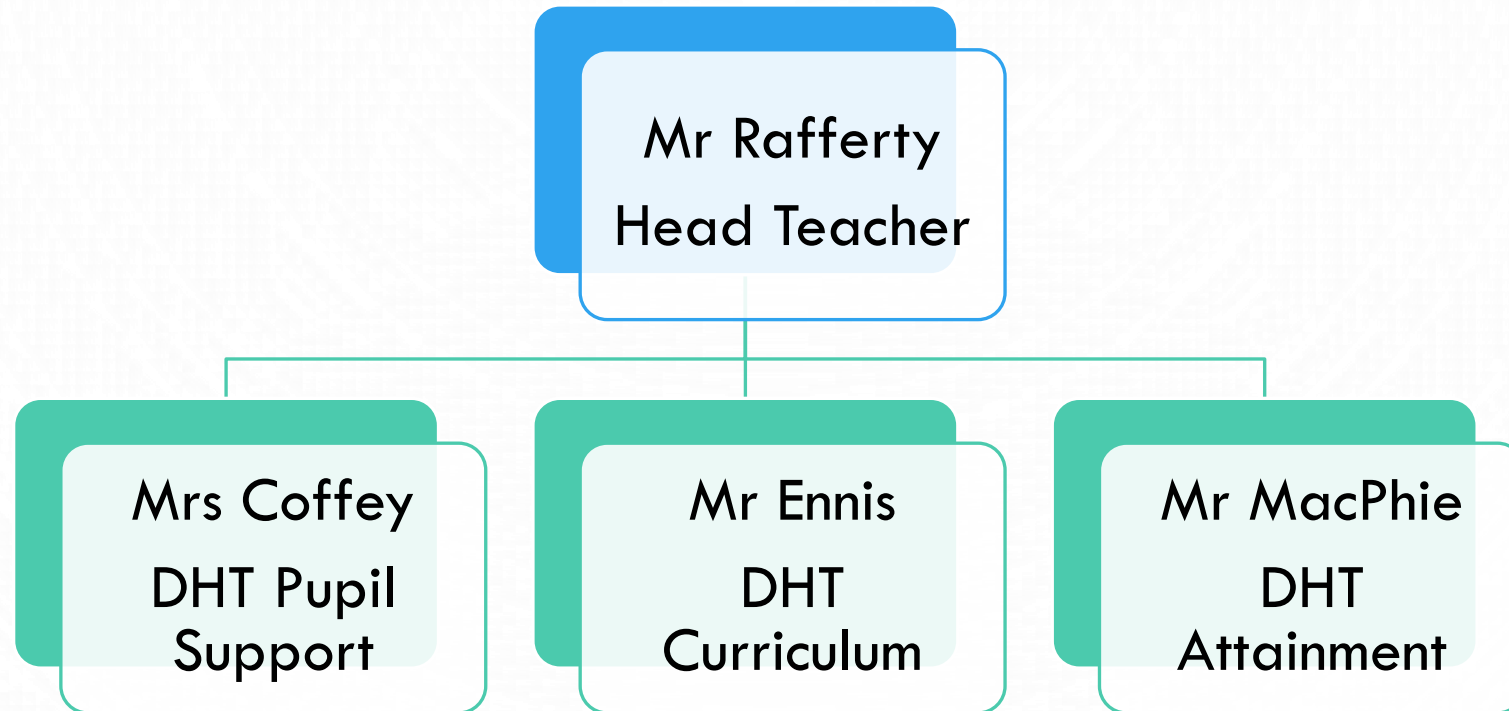 Mr Rafferty
Head Teacher
Mrs Coffey
DHT Pupil
Support
Mr Ennis
DHT
Curriculum
Mr MacPhie
DHT
Attainment